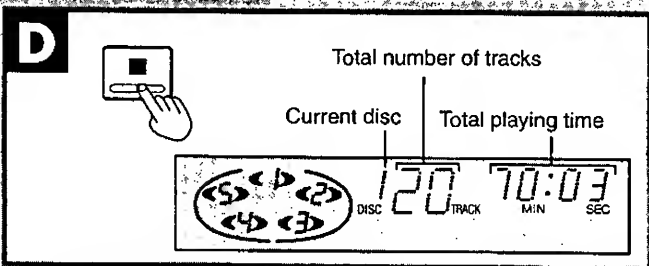 D
Total number of tracks
Current disc Total playing time
1 2 3 4 5
1 20 70:03
DISC TRACK MIN SEC